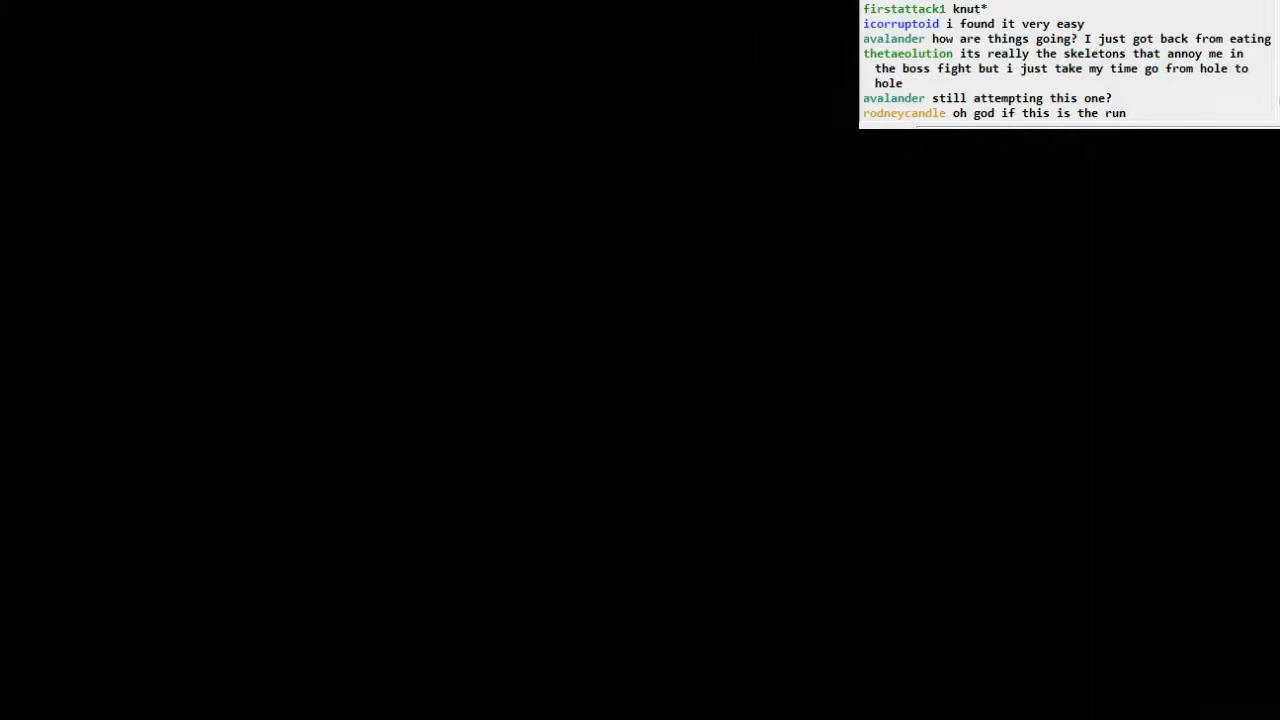 firstattack1 knut*
icorruptoid i found it very easy
avalander how are things going? I just got back from eating
thetaeolution its really the skeletons that annoy me in
the boss fight but i just take my time go from hole to
hole
avalander still attempting this one?
rodneycandle oh god if this is the run